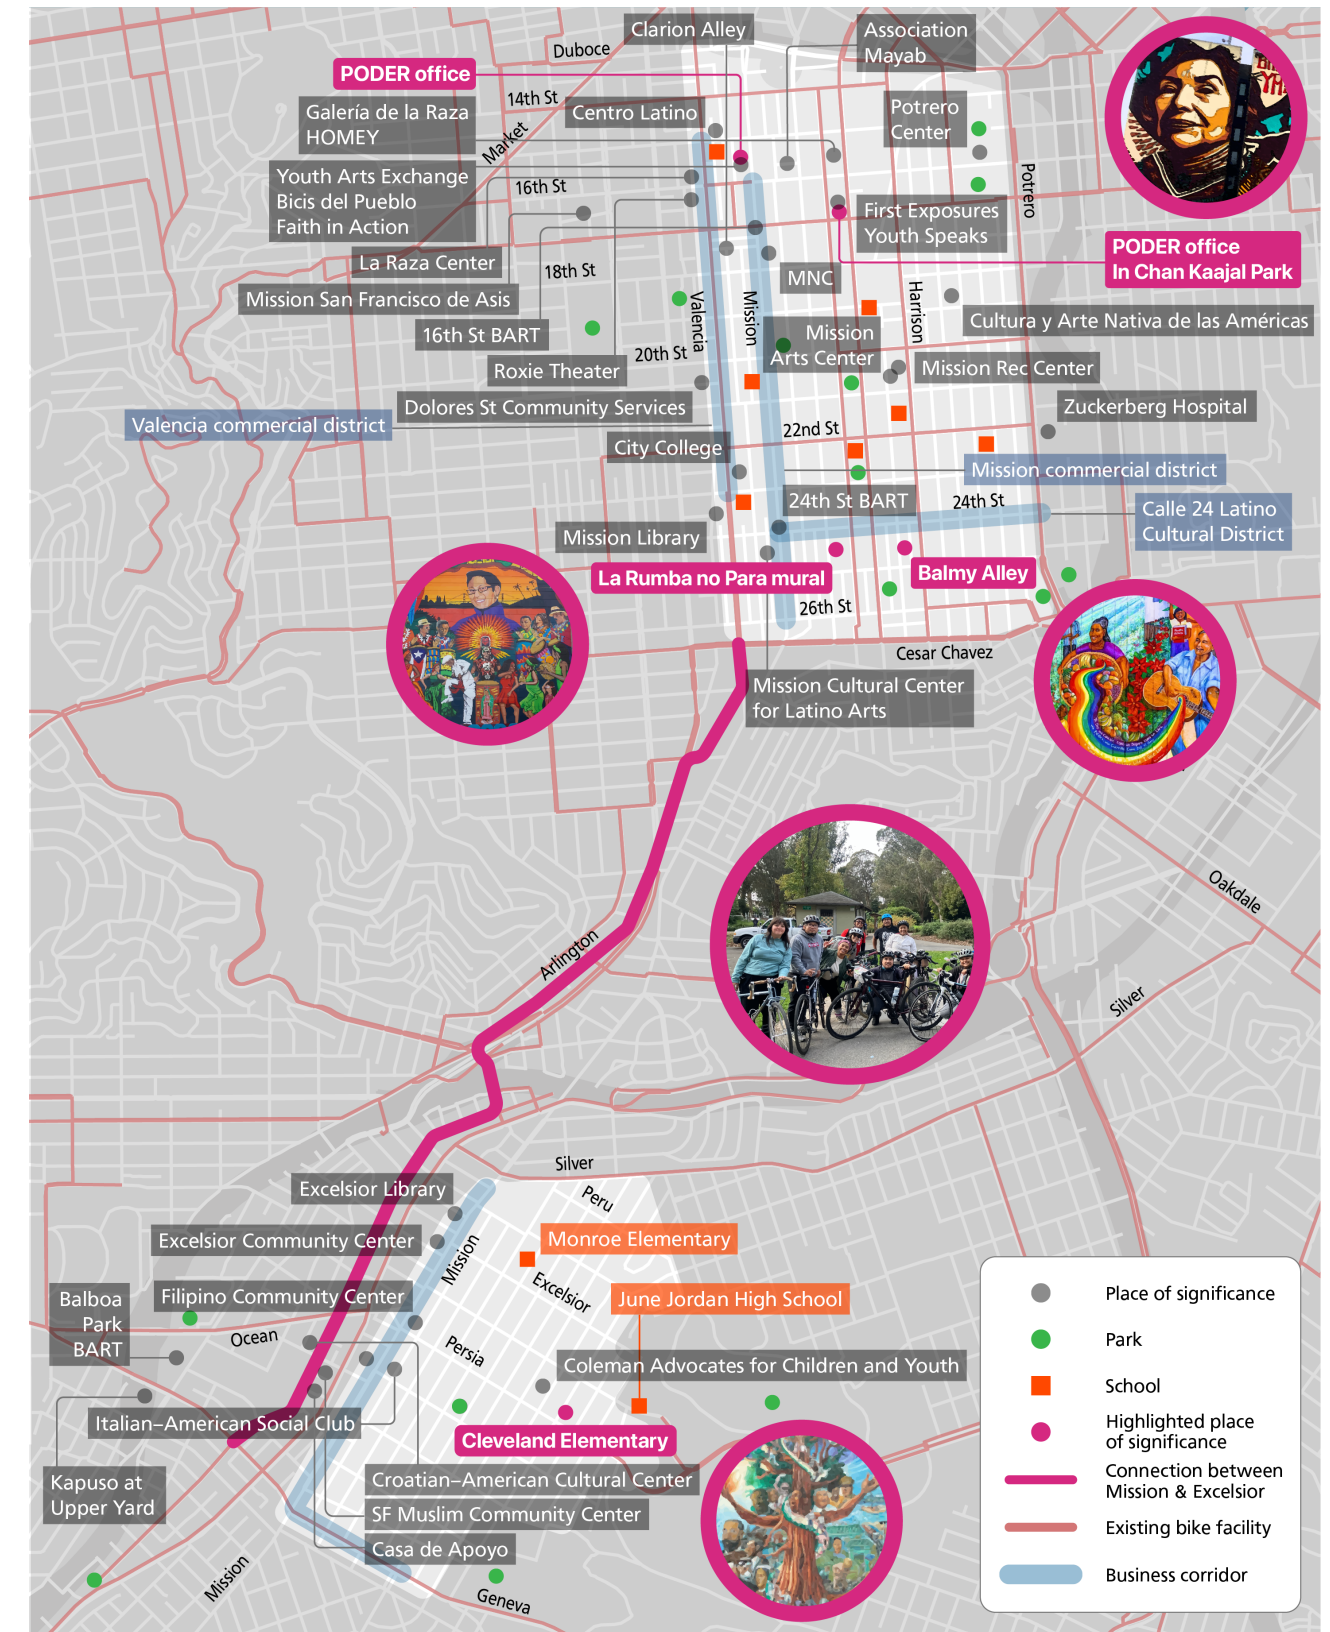 Clarion Alley
Association
Mayab
Duboce
PODER office
14th St
Galería de la Raza
HOMEY
Centro Latino
Potrero
Center
Market
Youth Arts Exchange
Bicis del Pueblo
Faith in Action
16th St
Potrero
First Exposures
Youth Speaks
PODER office
In Chan Kaajal Park
La Raza Center
18th St
MNC
Mission San Francisco de Asis
Valencia
Mission
Harrison
Cultura y Arte Nativa de las Américas
16th St BART
Mission
Arts Center
20th St
Roxie Theater
Mission Rec Center
Dolores St Community Services
Zuckerberg Hospital
Valencia commercial district
22nd St
City College
Mission commercial district
24th St BART
24th St
Calle 24 Latino
Cultural District
Mission Library
La Rumba no Para mural
Balmy Alley
26th St
Cesar Chavez
Mission Cultural Center
for Latino Arts
Oakdale
Arlington
Silver
Silver
Excelsior Library
Peru
Excelsior Community Center
Mission
Monroe Elementary
Excelsior
Balboa
Park
BART
Filipino Community Center
June Jordan High School
Ocean
Persia
Coleman Advocates for Children and Youth
Italian–American Social Club
Cleveland Elementary
Kapuso at
Upper Yard
Croatian–American Cultural Center
SF Muslim Community Center
Casa de Apoyo
Mission
Geneva
Place of significance
Park
School
Highlighted place
of significance
Connection between
Mission & Excelsior
Existing bike facility
Business corridor